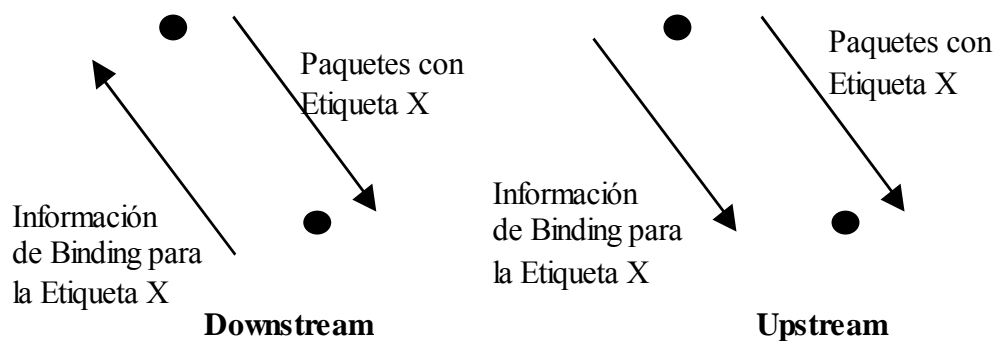 Paquetes con
Etiqueta X
Información
de Binding para
la Etiqueta X
Downstream
Paquetes con
Etiqueta X
Información
de Binding para
la Etiqueta X
Upstream